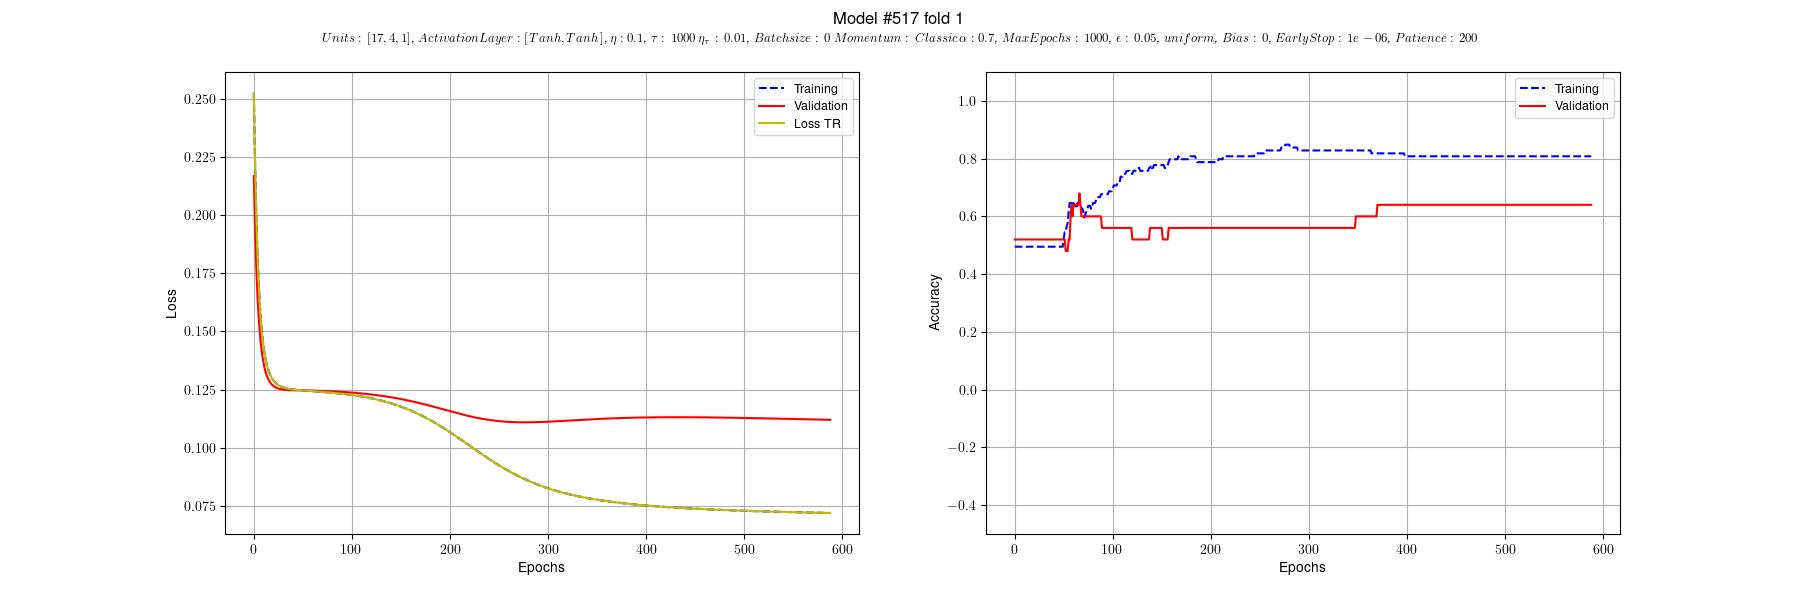 Model #517 fold 1
Units : [17, 4, 1], ActivationLayer : [Tanh, Tanh], η : 0.1, τ : 1000 η_τ : 0.01, Batchsize : 0 Momentum : Classic α : 0.7, MaxEpochs : 1000, ϵ : 0.05, uniform, Bias : 0, EarlyStop : 1e − 06, Patience : 200
Training
Validation
Loss TR
0.250
0.225
0.200
0.175
0.150
0.125
0.100
0.075
Loss
0 100 200 300 400 500 600
Epochs
Training
Validation
1.0
0.8
0.6
0.4
0.2
0.0
−0.2
−0.4
Accuracy
0 100 200 300 400 500 600
Epochs